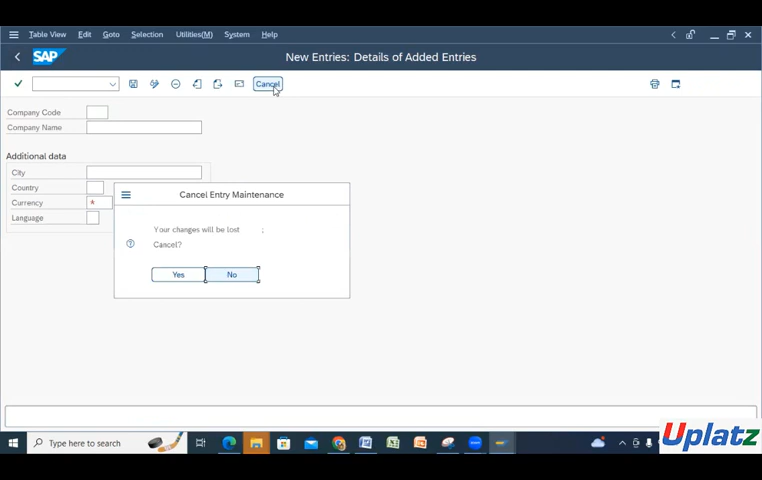 Table View Edit Goto Selection Utilities(M) System Help
SAP New Entries: Details of Added Entries
Cancel
Company Code
Company Name
Additional data
City
Country
Currency *
Language
Cancel Entry Maintenance
Your changes will be lost ;
Cancel?
Yes No
Type here to search
Uplatz